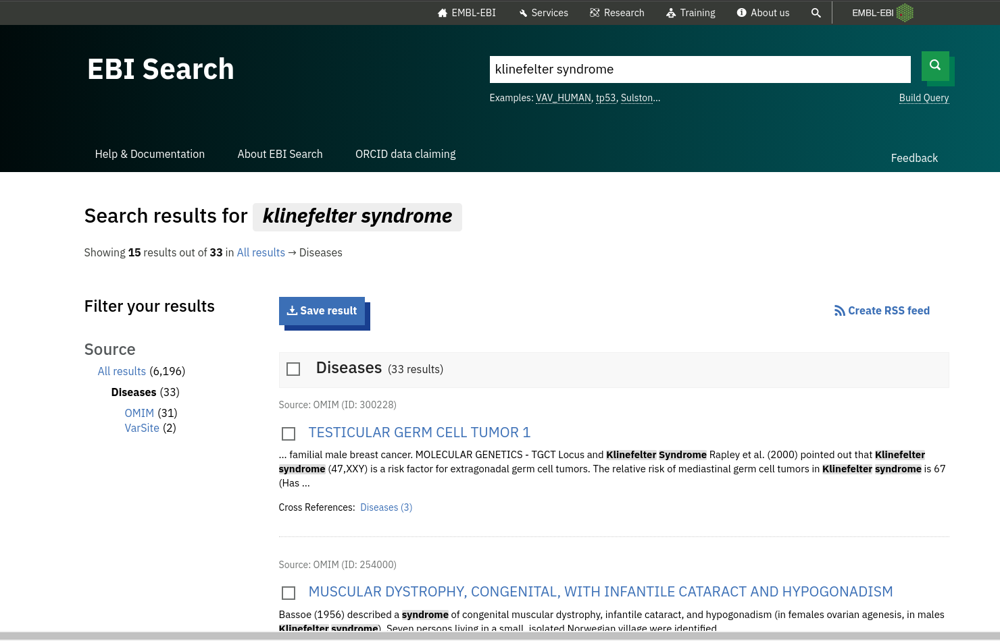 EMBL-EBI Services Research Training About us EMBL-EBI
EBI Search
klinefelter syndrome
Examples: VAV_HUMAN, tp53, Sulston... Build Query
Help & Documentation About EBI Search ORCID data claiming Feedback
Search results for klinefelter syndrome
Showing 15 results out of 33 in All results → Diseases
Filter your results
Save result
Create RSS feed
Source
All results (6,196)
Diseases (33)
OMIM (31)
VarSite (2)
Diseases (33 results)
Source: OMIM (ID: 300228)
TESTICULAR GERM CELL TUMOR 1
... familial male breast cancer. MOLECULAR GENETICS - TGCT Locus and Klinefelter Syndrome Rapley et al. (2000) pointed out that Klinefelter
syndrome (47,XXY) is a risk factor for extragonadal germ cell tumors. The relative risk of mediastinal germ cell tumors in Klinefelter syndrome is 67
(Has ...
Cross References: Diseases (3)
Source: OMIM (ID: 254000)
MUSCULAR DYSTROPHY, CONGENITAL, WITH INFANTILE CATARACT AND HYPOGONADISM
Bassoe (1956) described a syndrome of congenital muscular dystrophy, infantile cataract, and hypogonadism (in females ovarian agenesis, in males
Klinefelter syndrome). Seven persons living in a small, isolated Norwegian village were identified